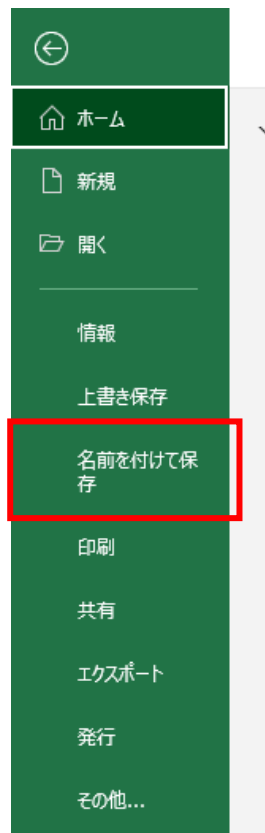 ホーム
新規
開く
情報
上書き保存
名前を付けて保
存
印刷
共有
エクスポート
発行
その他...